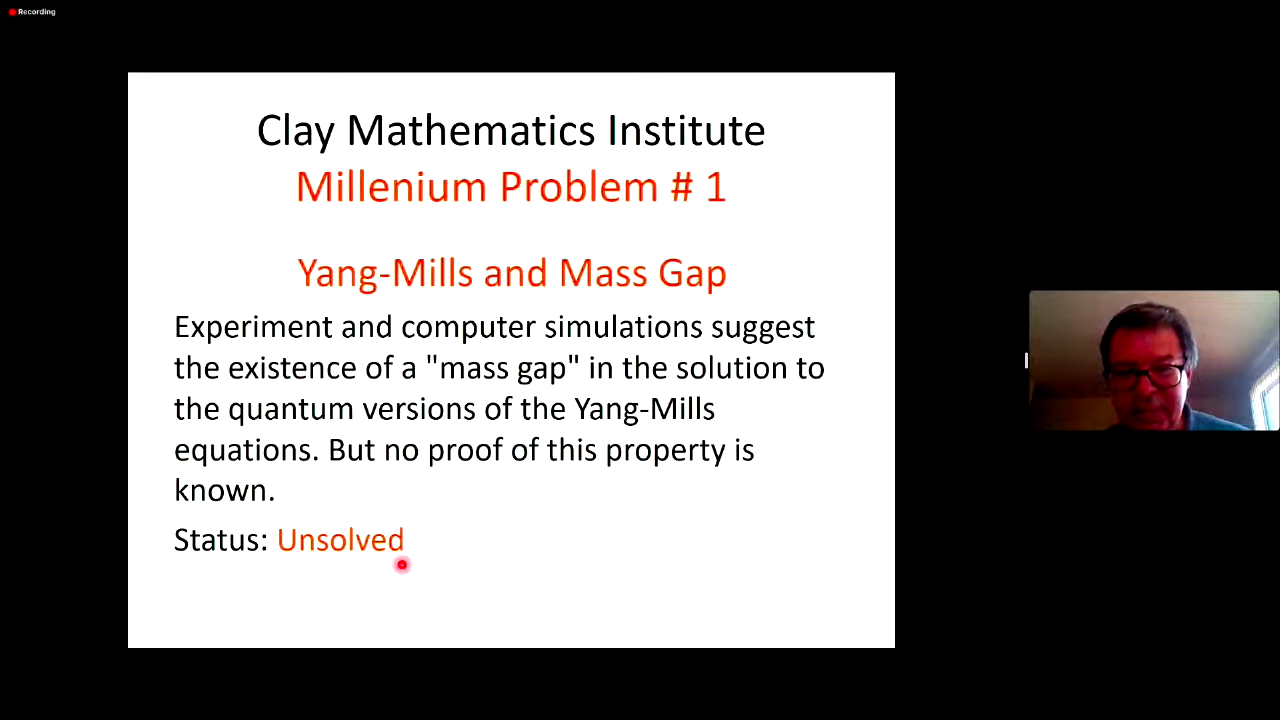 Recording
Clay Mathematics Institute
Millenium Problem # 1
Yang-Mills and Mass Gap
Experiment and computer simulations suggest
the existence of a "mass gap" in the solution to
the quantum versions of the Yang-Mills
equations. But no proof of this property is
known.
Status: Unsolved